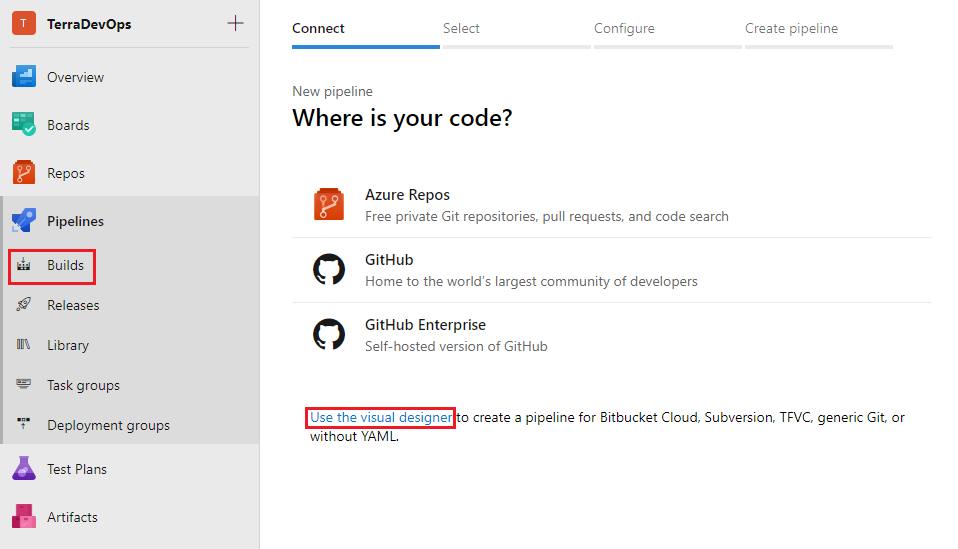 T
TerraDevOps
Overview
Boards
Repos
Pipelines
Builds
Releases
Library
Task groups
Deployment groups
Test Plans
Artifacts
Connect
Select
Configure
Create pipeline
New pipeline
Where is your code?
Azure Repos
Free private Git repositories, pull requests, and code search
GitHub
Home to the world's largest community of developers
GitHub Enterprise
Self-hosted version of GitHub
Use the visual designer to create a pipeline for Bitbucket Cloud, Subversion, TFVC, generic Git, or
without YAML.